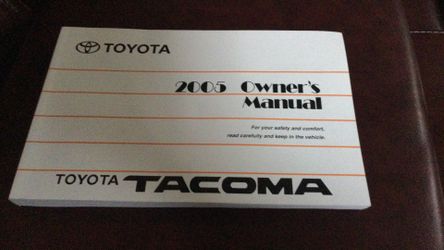 TOYOTA
2005 Owner's
Manual
For your safety and comfort,
read carefully and keep in the vehicle.
TOYOTA TACOMA